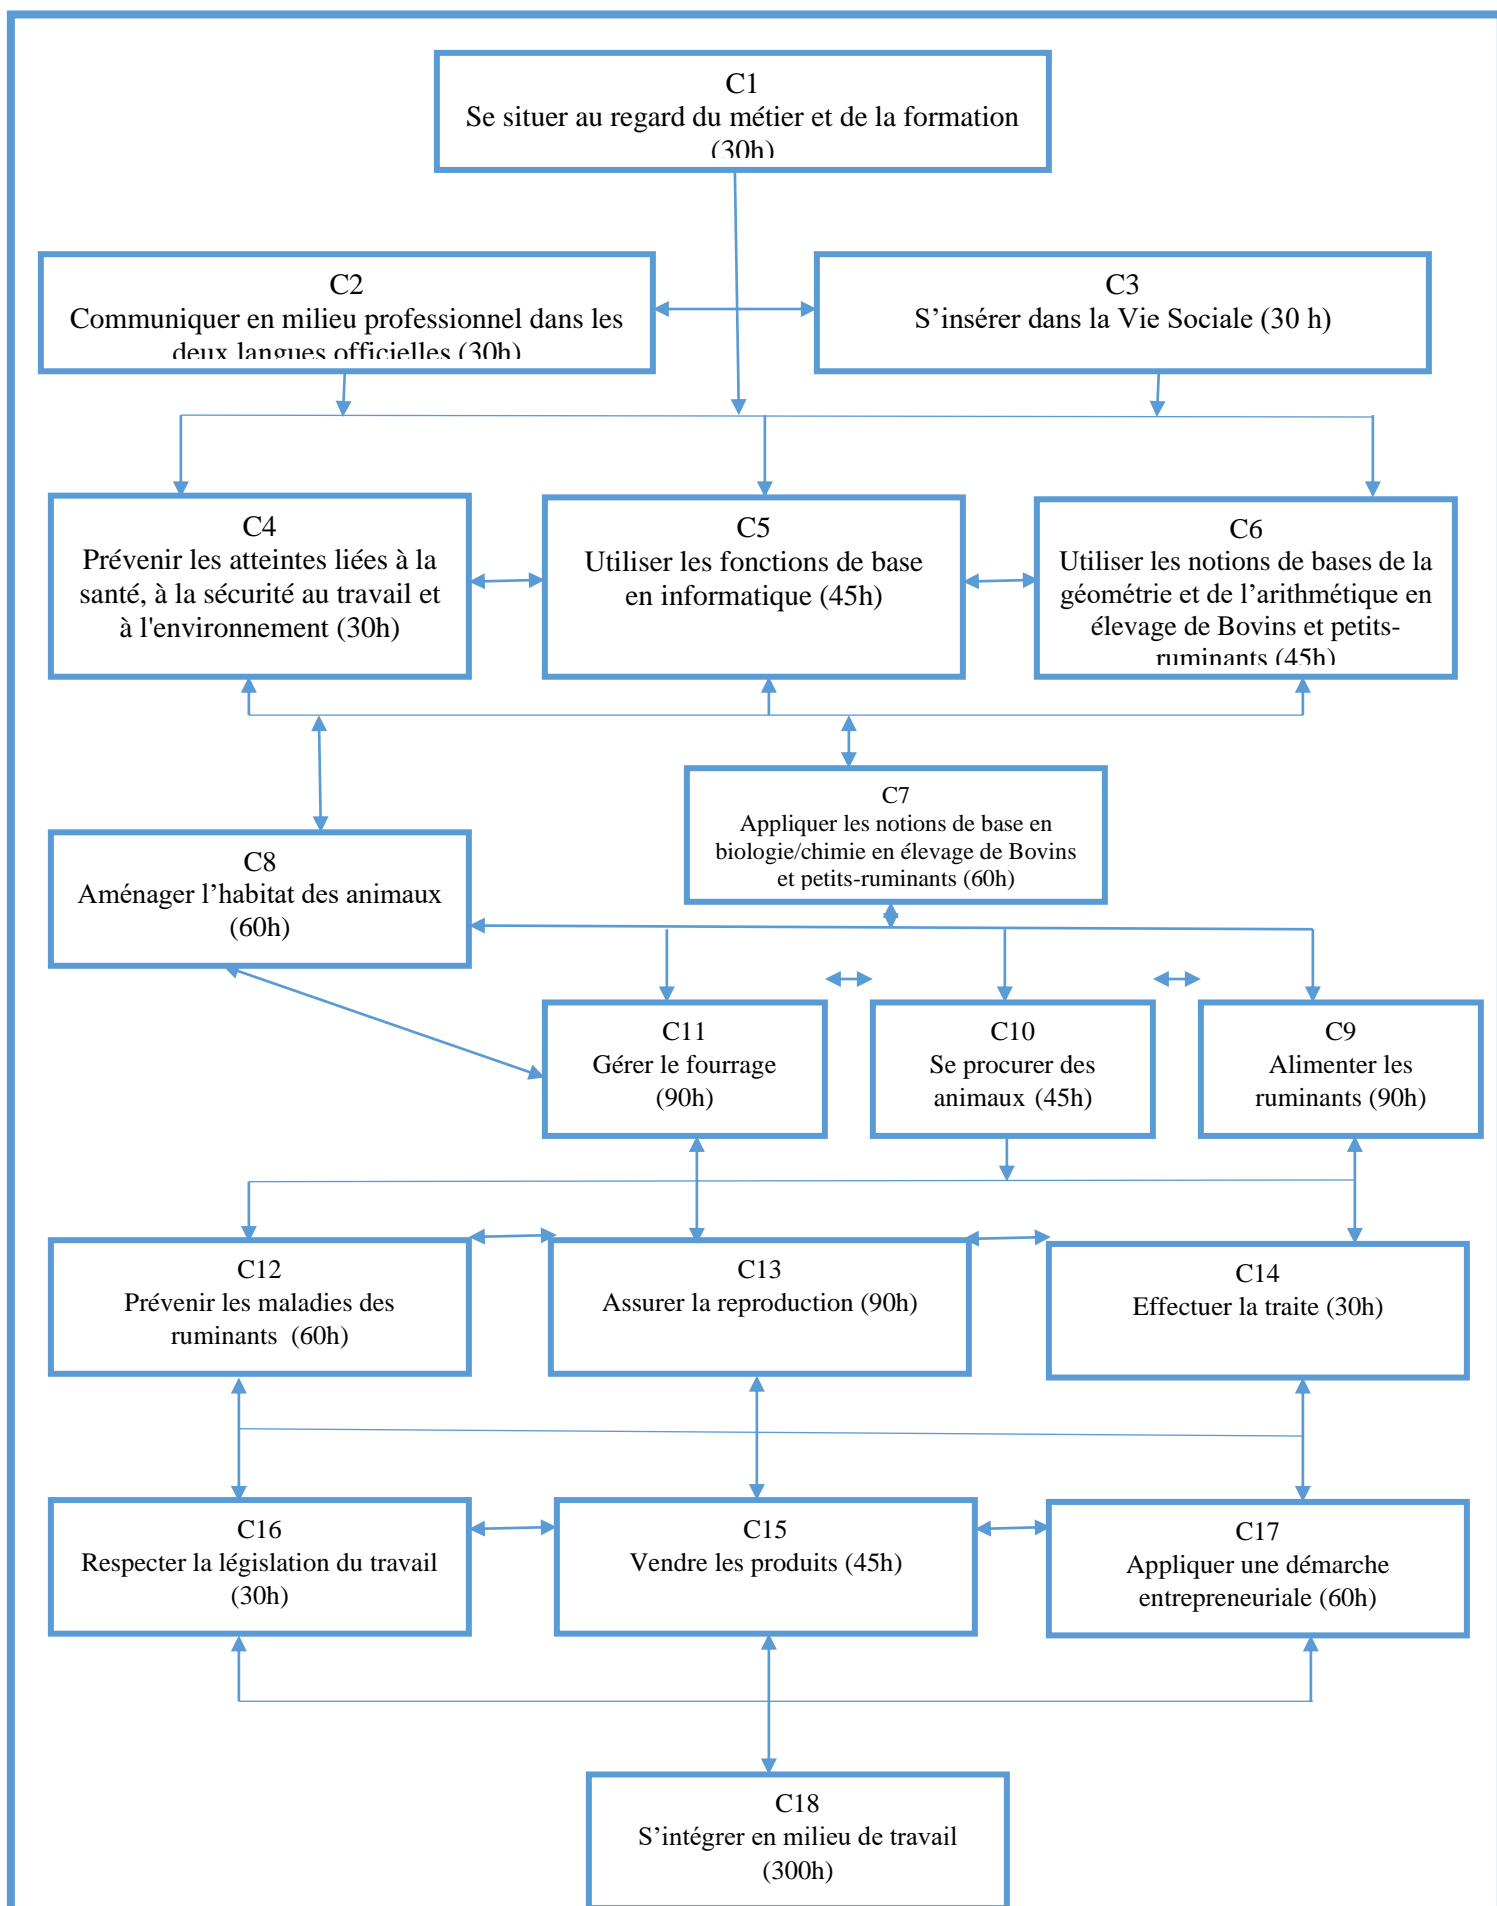 C1
Se situer au regard du métier et de la formation
(30h)
C2
Communiquer en milieu professionnel dans les
deux langues officielles (30h)
C3
S’insérer dans la Vie Sociale (30 h)
C4
Prévenir les atteintes liées à la
santé, à la sécurité au travail et
à l'environnement (30h)
C5
Utiliser les fonctions de base
en informatique (45h)
C6
Utiliser les notions de bases de la
géométrie et de l’arithmétique en
élevage de Bovins et petits-
ruminants (45h)
C7
Appliquer les notions de base en
biologie/chimie en élevage de Bovins
et petits-ruminants (60h)
C8
Aménager l’habitat des animaux
(60h)
C11
Gérer le fourrage
(90h)
C10
Se procurer des
animaux (45h)
C9
Alimenter les
ruminants (90h)
C12
Prévenir les maladies des
ruminants (60h)
C13
Assurer la reproduction (90h)
C14
Effectuer la traite (30h)
C16
Respecter la législation du travail
(30h)
C15
Vendre les produits (45h)
C17
Appliquer une démarche
entrepreneuriale (60h)
C18
S’intégrer en milieu de travail
(300h)